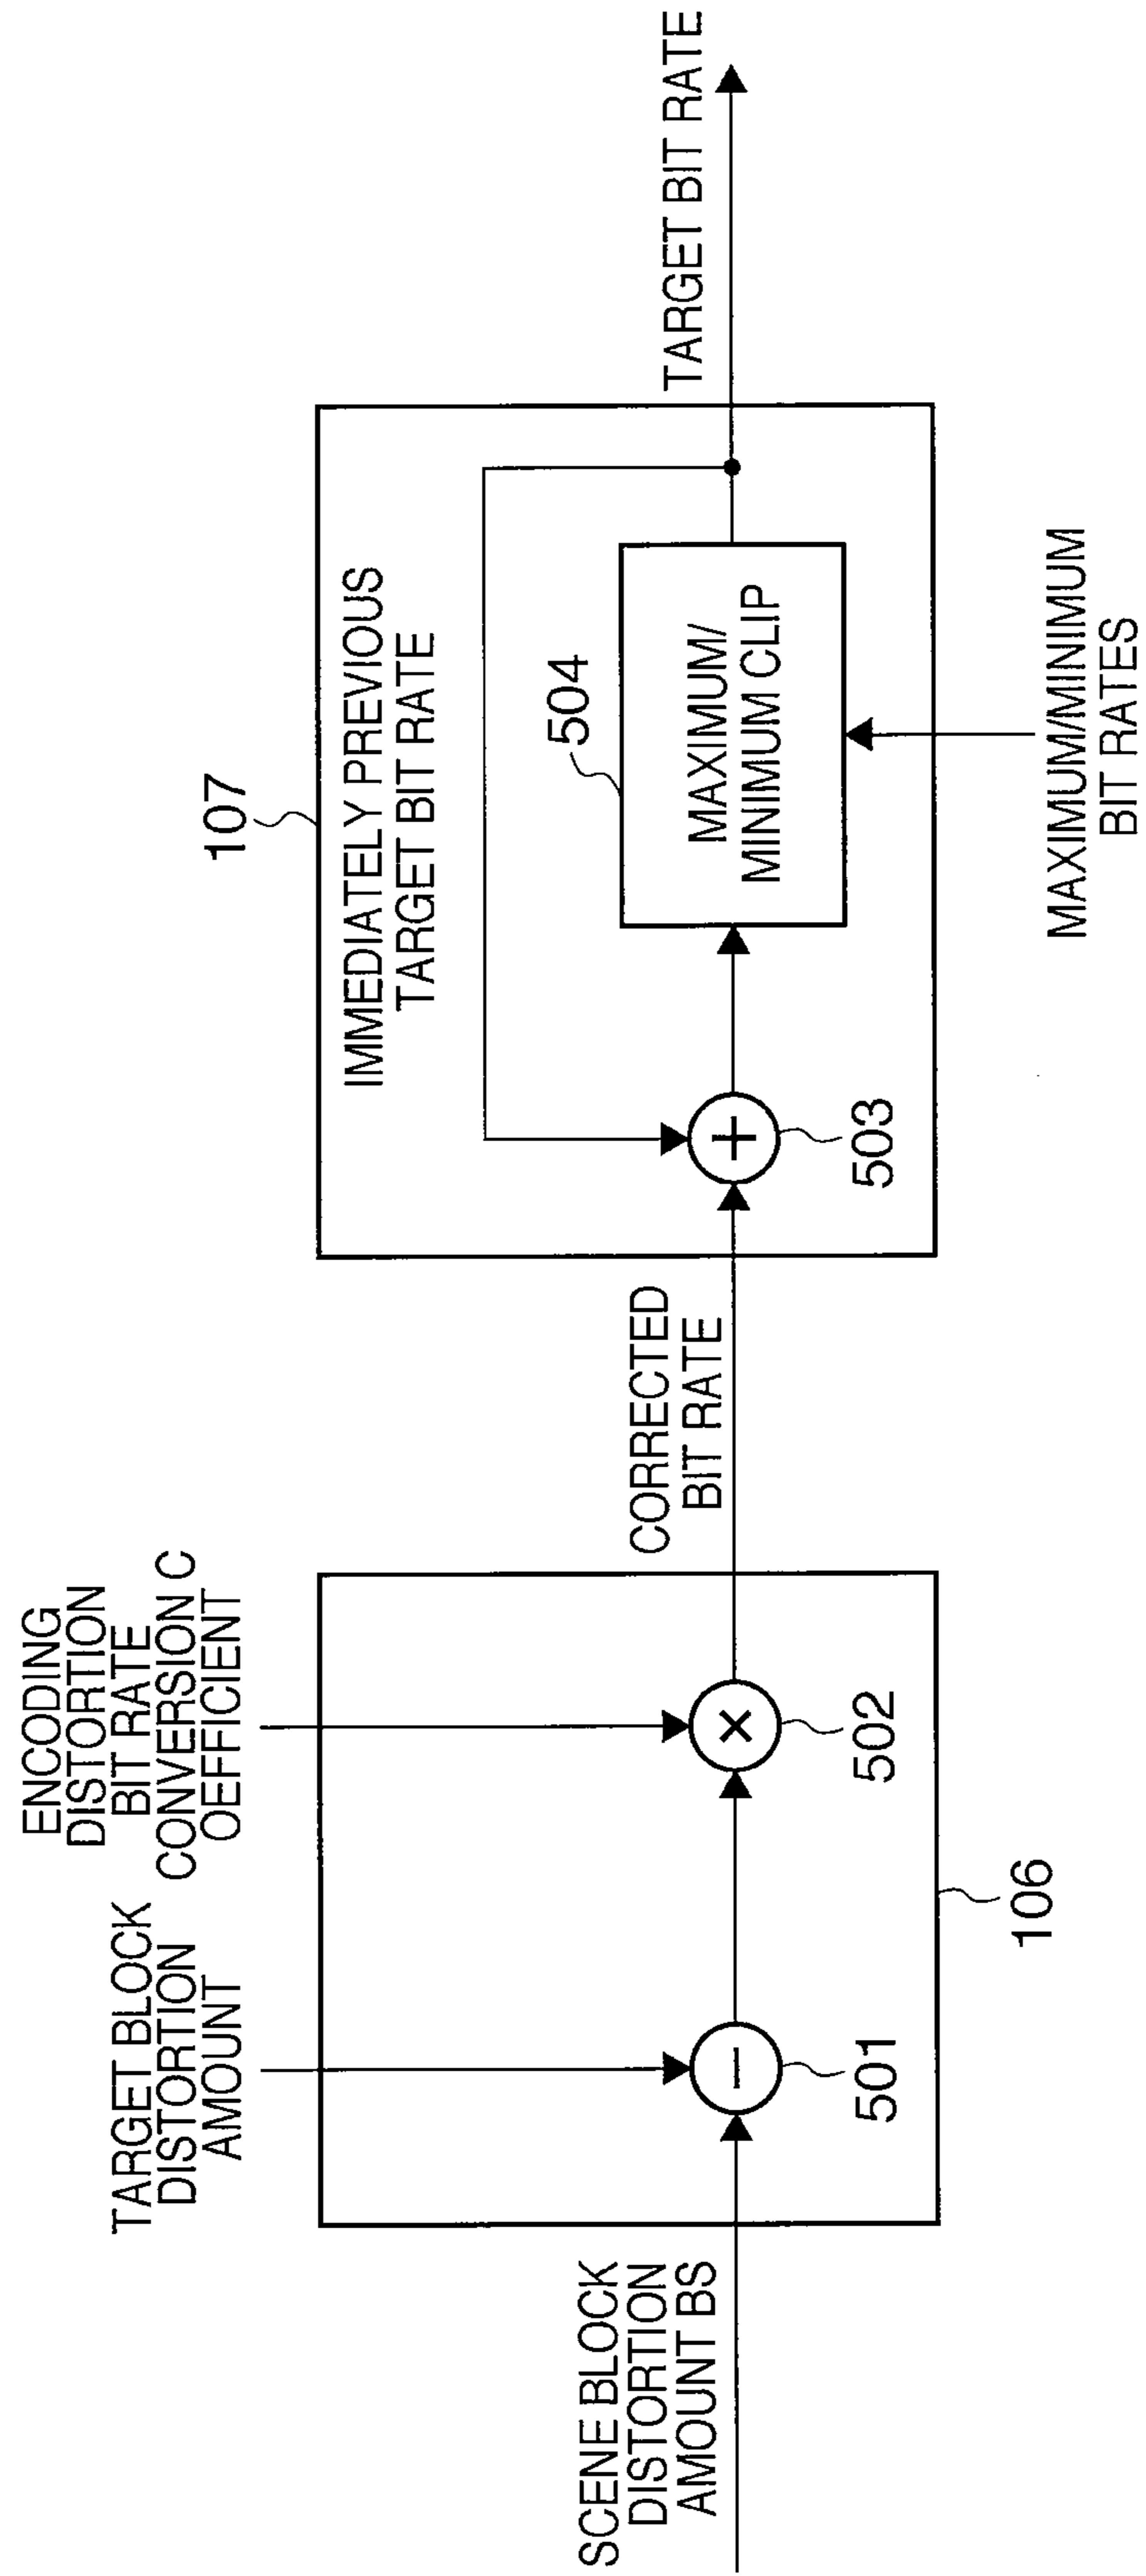 SCENE BLOCK
DISTORTION
AMOUNT BS
TARGET BLOCK
DISTORTION
AMOUNT
ENCODING
DISTORTION
BIT RATE
CONVERSION C
OEFFICIENT
501
502
106
CORRECTED
BIT RATE
107
IMMEDIATELY PREVIOUS
TARGET BIT RATE
503
504
MAXIMUM/
MINIMUM CLIP
MAXIMUM/MINIMUM
BIT RATES
TARGET BIT RATE